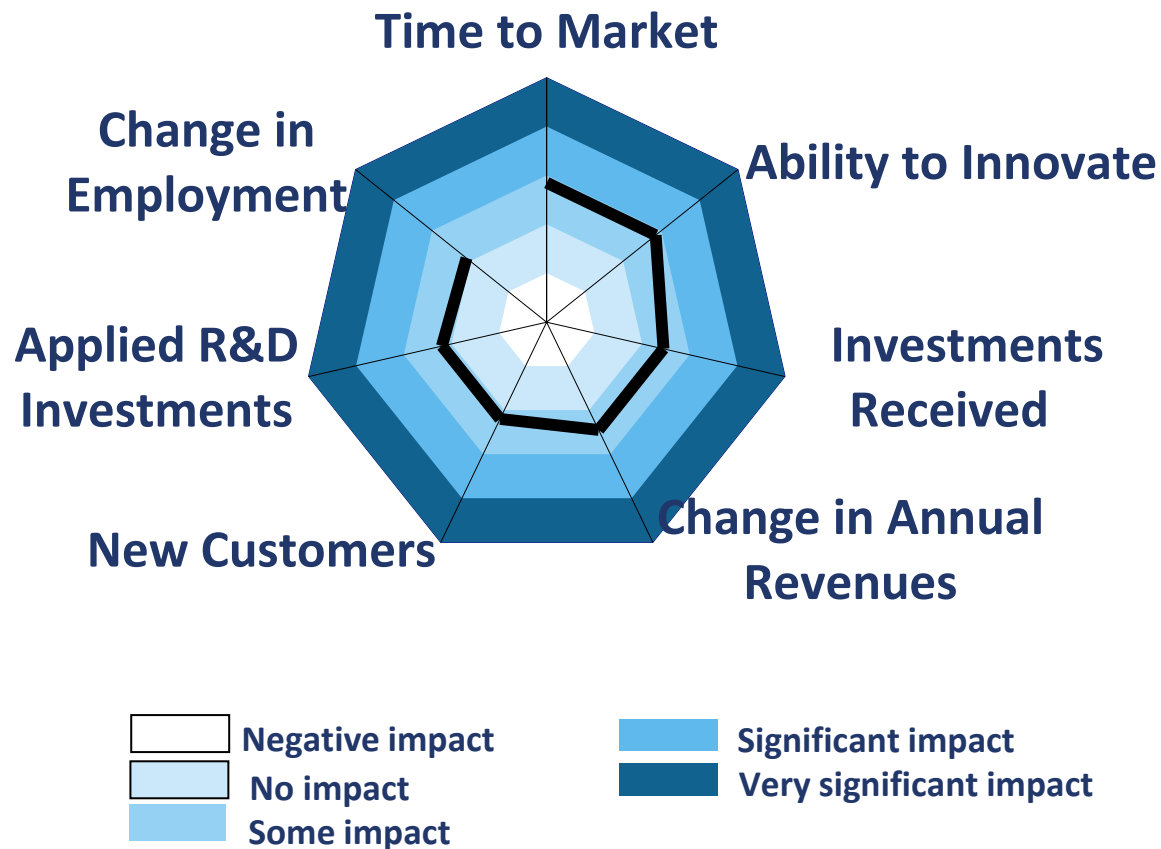 Time to Market
Change in
Employment
Ability to Innovate
Applied R&D
Investments
Investments
Received
New Customers
Change in Annual
Revenues
Negative impact
No impact
Some impact
Significant impact
Very significant impact